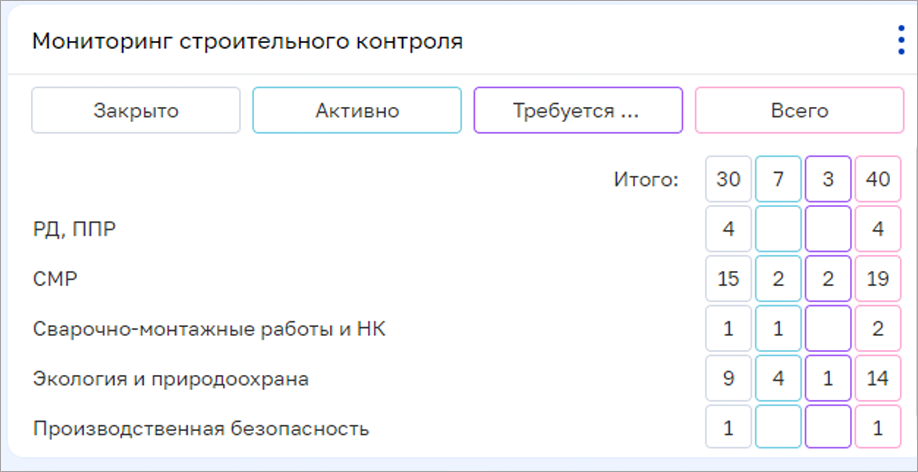 Мониторинг строительного контроля
Закрыто Активно Требуется ... Всего
Итого: 30 7 3 40
РД, ППР 4 4
СМР 15 2 2 19
Сварочно-монтажные работы и НК 1 1 2
Экология и природоохрана 9 4 1 14
Производственная безопасность 1 1